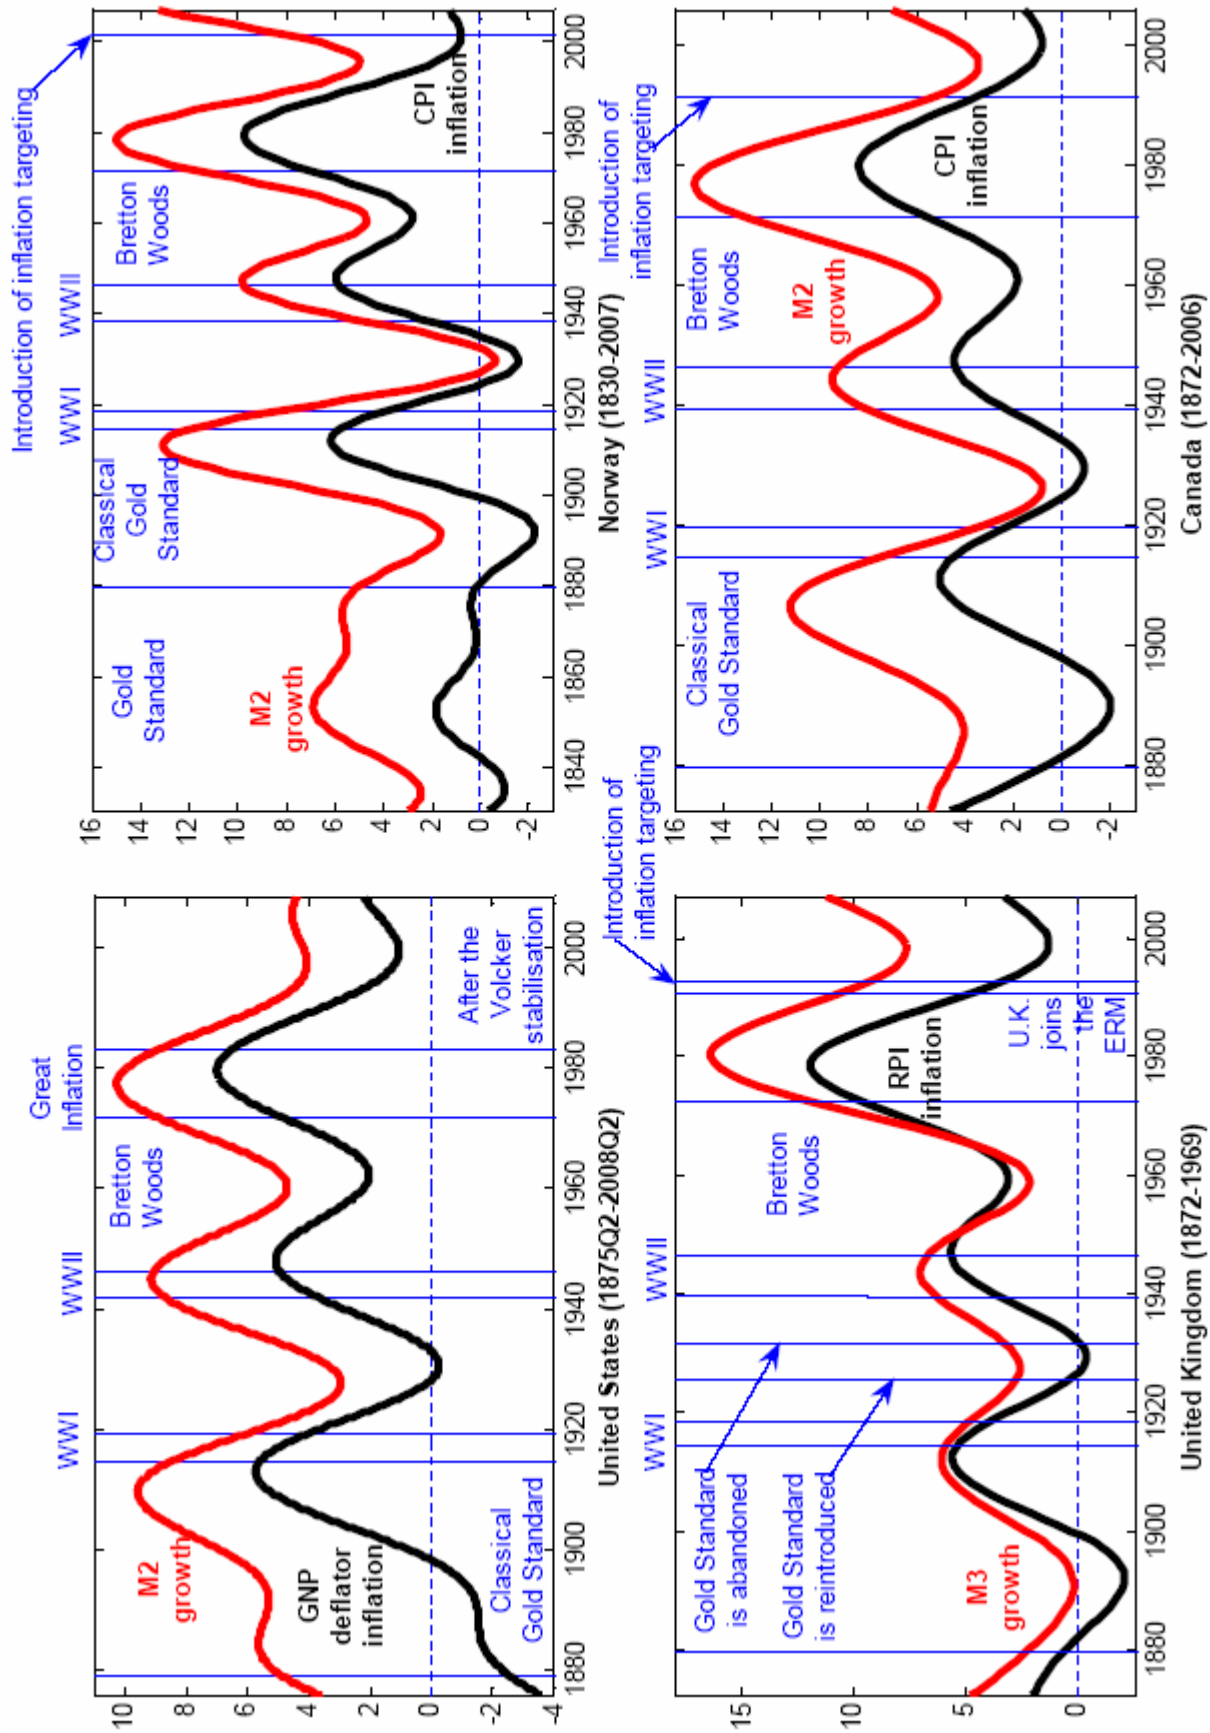 Great
Inflation
WWI
WWII
Bretton
Woods
M2
growth
GNP
deflator
inflation
Classical
Gold Standard
After the
Volcker
stabilisation
10
8
6
4
2
0
-2
-4
1880
1900
1920
1940
1960
1980
2000
United States (1875Q2-2008Q2)
Introduction of inflation targeting
WWI
WWII
Gold
Standard
Classical
Gold
Standard
Bretton
Woods
M2
growth
CPI
inflation
16
14
12
10
8
6
4
2
0
-2
1840
1860
1880
1900
1920
1940
1960
1980
2000
Norway (1830-2007)
WWI
WWII
Introduction of
inflation targeting
Gold Standard
is abandoned
Gold Standard
is reintroduced
Bretton
Woods
M3
growth
RPI
inflation
U.K.
joins
the
ERM
15
10
5
0
1880
1900
1920
1940
1960
1980
2000
United Kingdom (1872-1969)
WWI
WWII
Introduction of
inflation targeting
Classical
Gold Standard
Bretton
Woods
M2
growth
CPI
inflation
16
14
12
10
8
6
4
2
0
-2
1880
1900
1920
1940
1960
1980
2000
Canada (1872-2006)